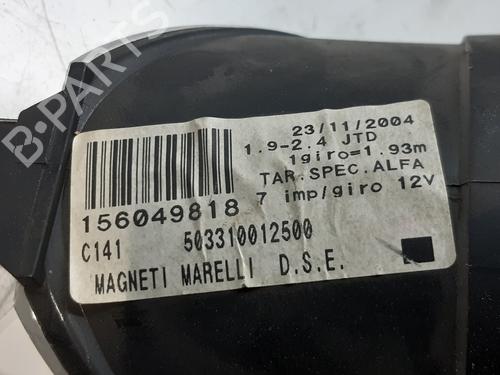 23/11/2004
1.9-2.4 JTD
1giro=1.93m
TAR.SPEC.ALFA
156049818 7 imp/giro 12V
C141 503310012500
MAGNETI MARELLI D.S.E.
B-PARTS